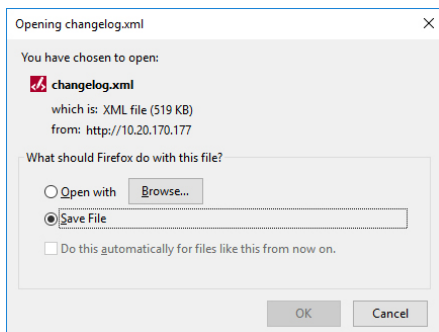 Opening changelog.xml
You have chosen to open:
changelog.xml
which is: XML file (519 KB)
from: http://10.20.170.177
What should Firefox do with this file?
Open with Browse...
Save File
Do this automatically for files like this from now on.
OK Cancel